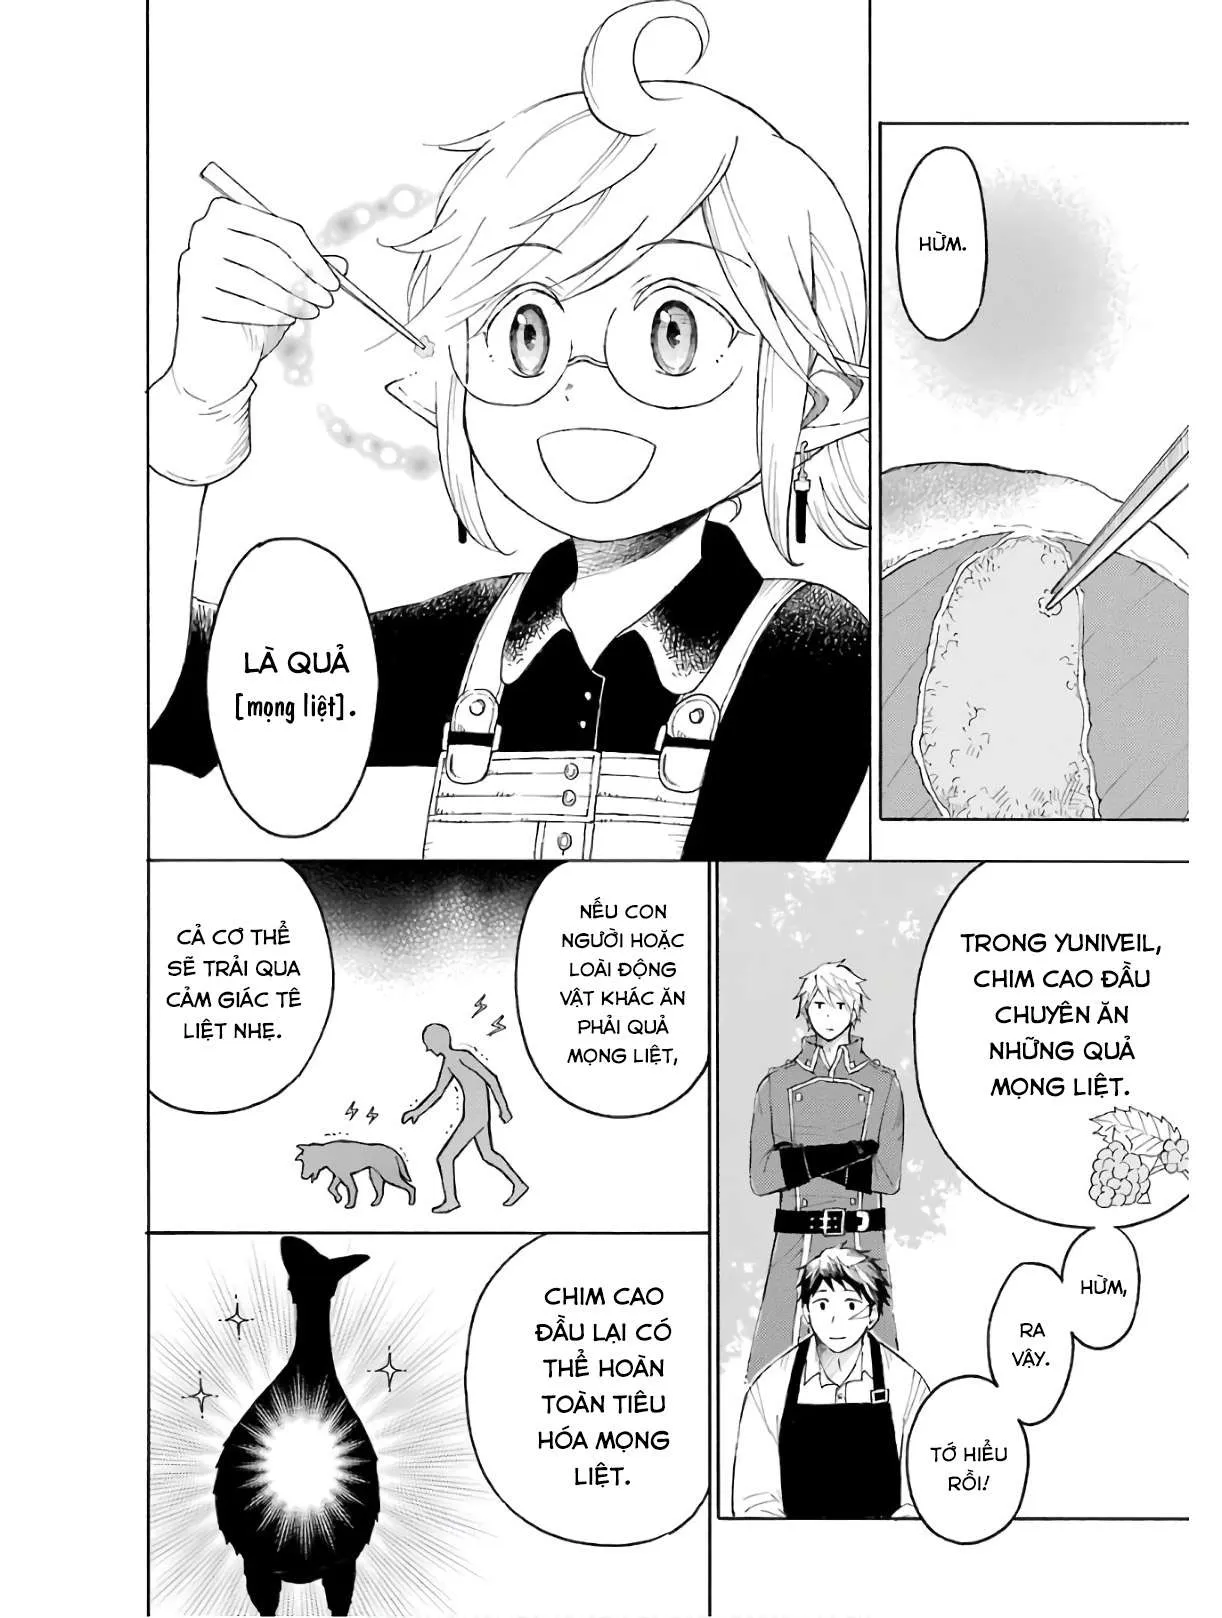 HỪM.
LÀ QUẢ
[mọng liệt].
TRONG YUNIVEIL,
CHIM CAO ĐẦU
CHUYÊN ĂN
NHỮNG QUẢ
MỌNG LIỆT.
HỪM,
RA
VẬY.
TỚ HIỂU
RỒI!
NẾU CON
NGƯỜI HOẶC
LOÀI ĐỘNG
VẬT KHÁC ĂN
PHẢI QUẢ
MỌNG LIỆT,
CẢ CƠ THỂ
SẼ TRẢI QUA
CẢM GIÁC TÊ
LIỆT NHẸ.
CHIM CAO
ĐẦU LẠI CÓ
THỂ HOÀN
TOÀN TIÊU
HÓA MỌNG
LIỆT.